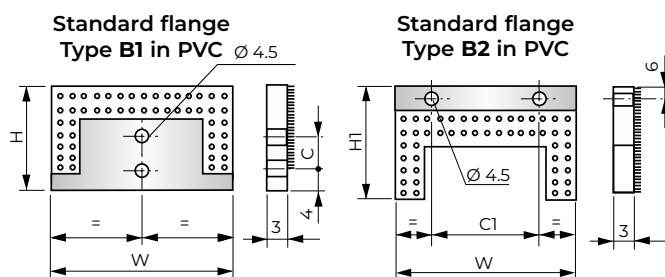 Standard flange
Type B1 in PVC
Ø 4.5
H
C
4
3
=
=
W
Standard flange
Type B2 in PVC
6
H1
Ø 4.5
=
C1
=
3
W